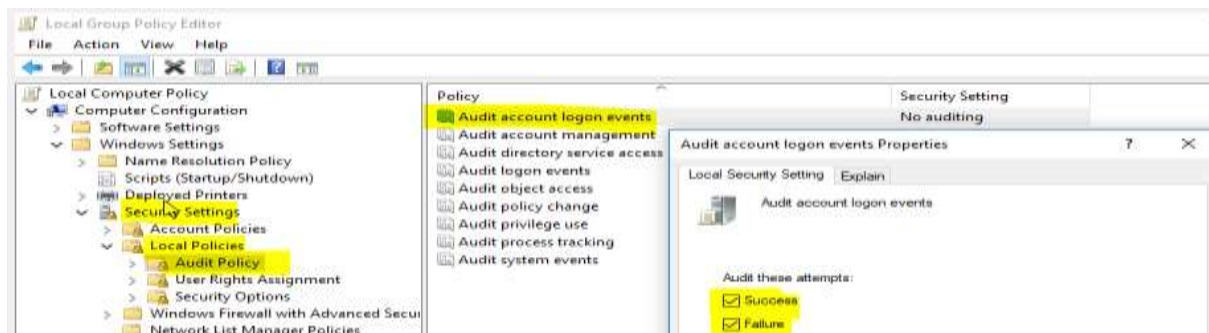 Local Group Policy Editor
File Action View Help
Local Computer Policy
Computer Configuration
Software Settings
Windows Settings
Name Resolution Policy
Scripts (Startup/Shutdown)
Deployed Printers
Security Settings
Account Policies
Local Policies
Audit Policy
User Rights Assignment
Security Options
Windows Firewall with Advanced Secu
Network List Manager Policies
Policy Security Setting
Audit account logon events No auditing
Audit account management
Audit directory service access
Audit logon events
Audit object access
Audit policy change
Audit privilege use
Audit process tracking
Audit system events
Audit account logon events Properties ?
Local Security Setting Explain
Audit account logon events
Audit these attempts:
Success
Failure